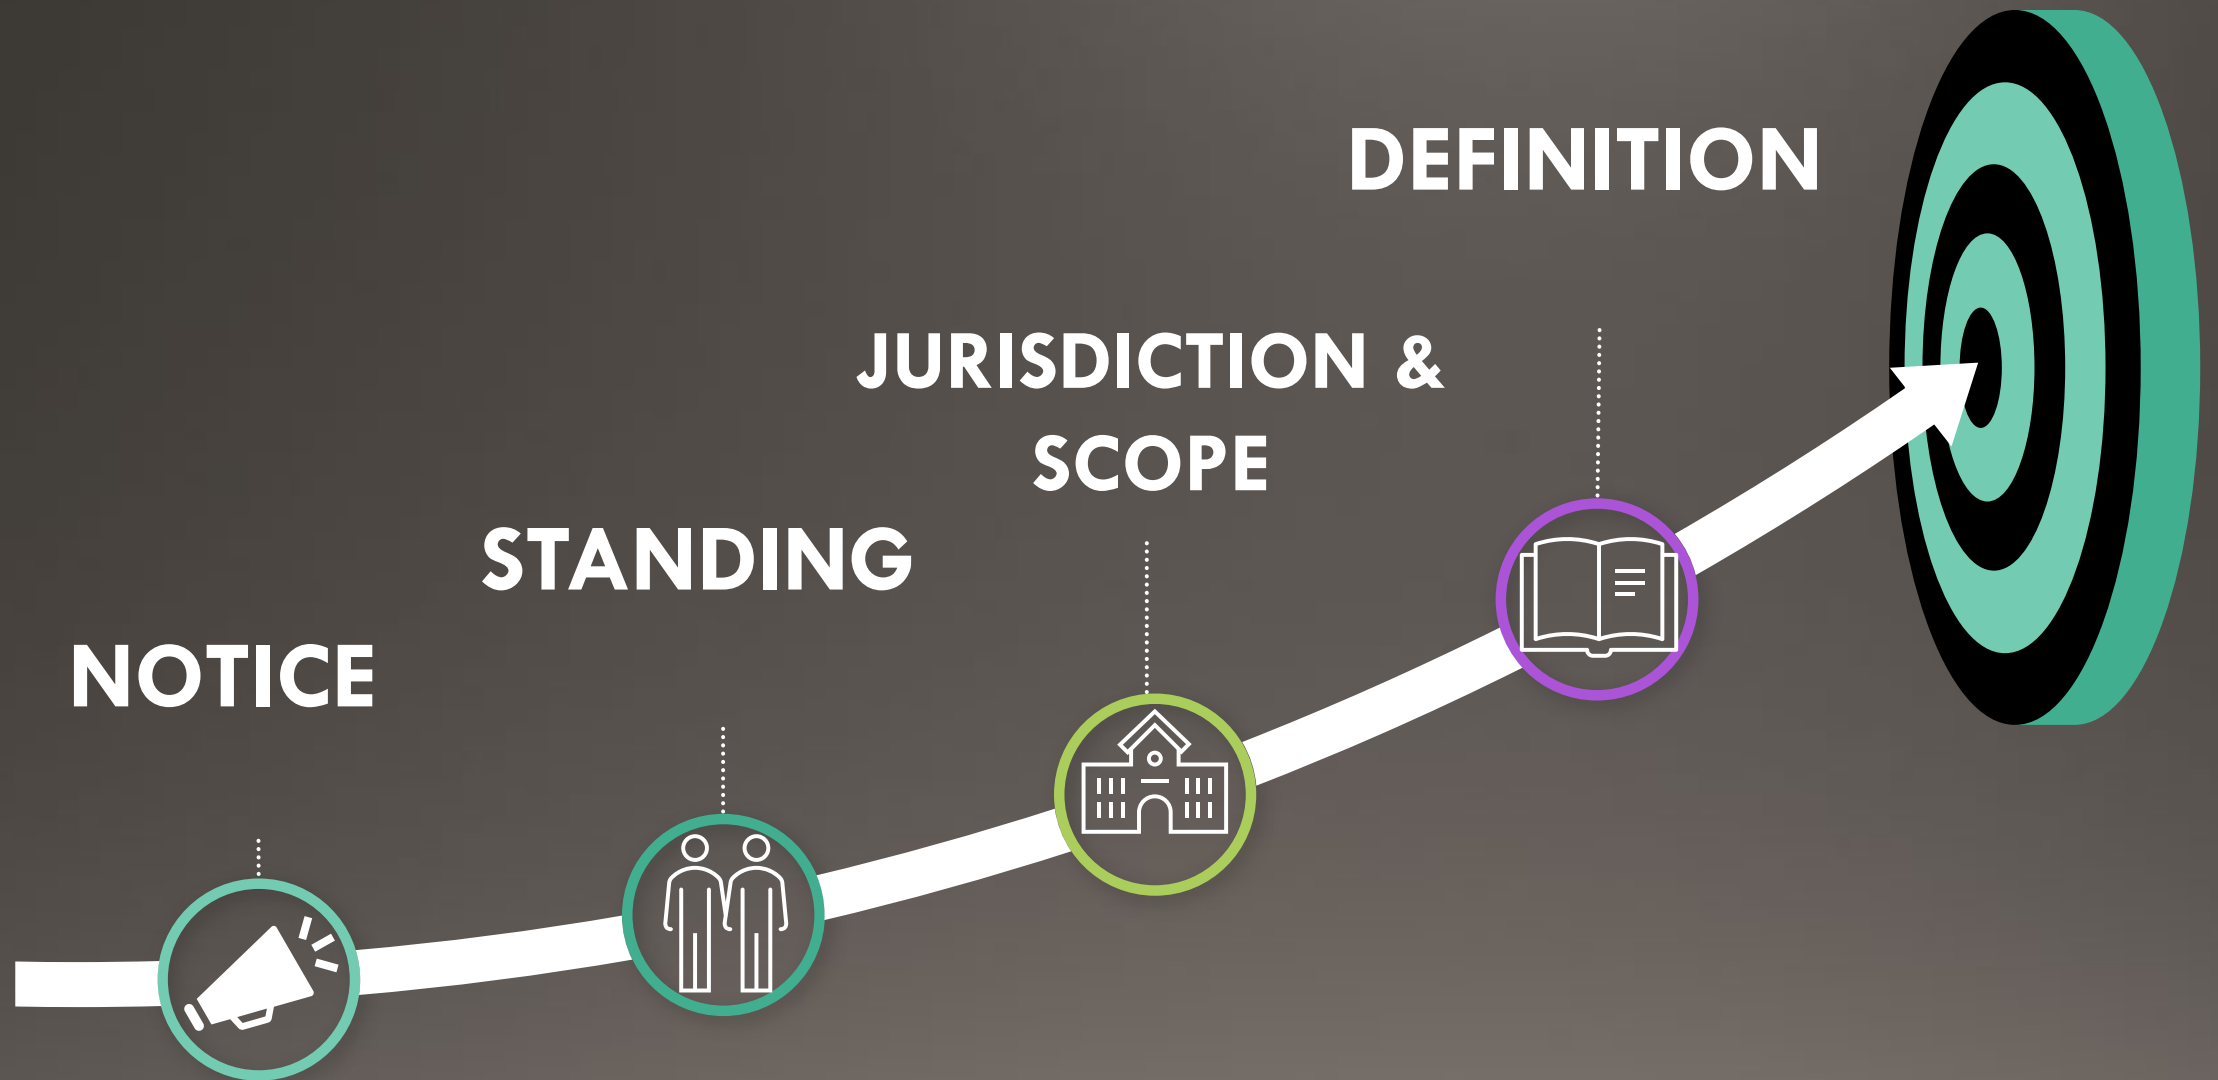 NOTICE
STANDING
JURISDICTION &
SCOPE
DEFINITION